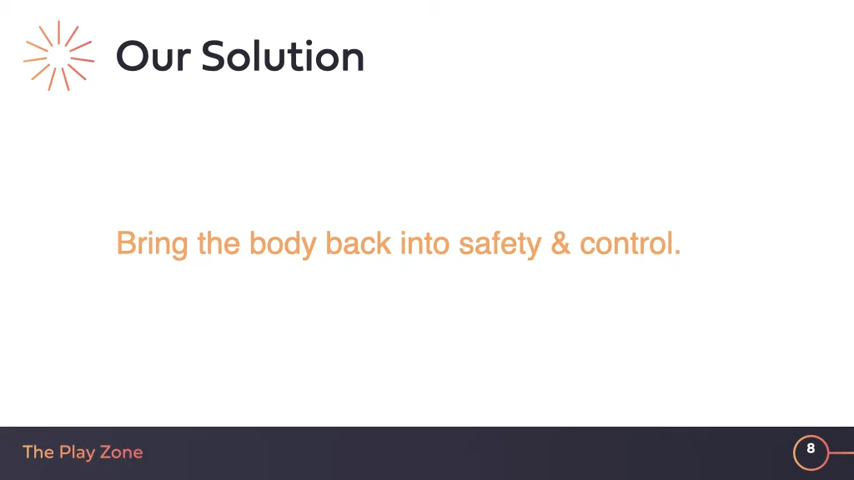 Our Solution
Bring the body back into safety & control.
The Play Zone
8